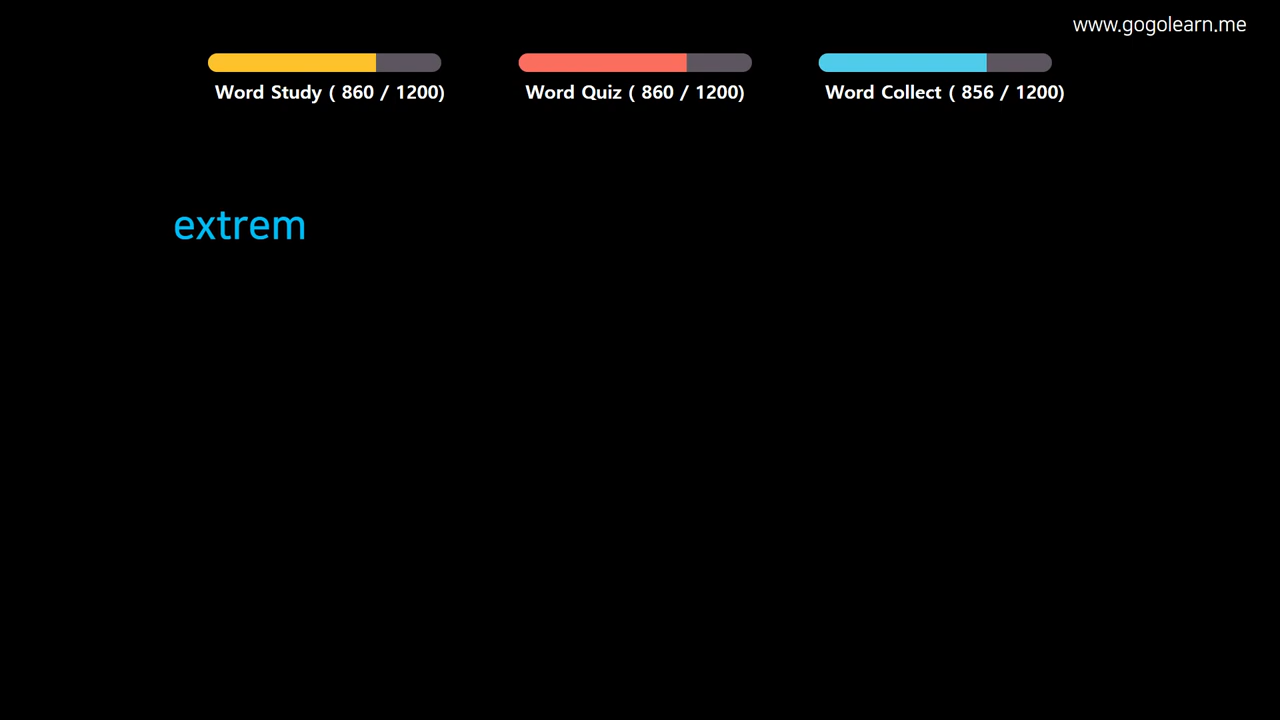 www.gogolearn.me
Word Study ( 860 / 1200)
Word Quiz ( 860 / 1200)
Word Collect ( 856 / 1200)
extrem